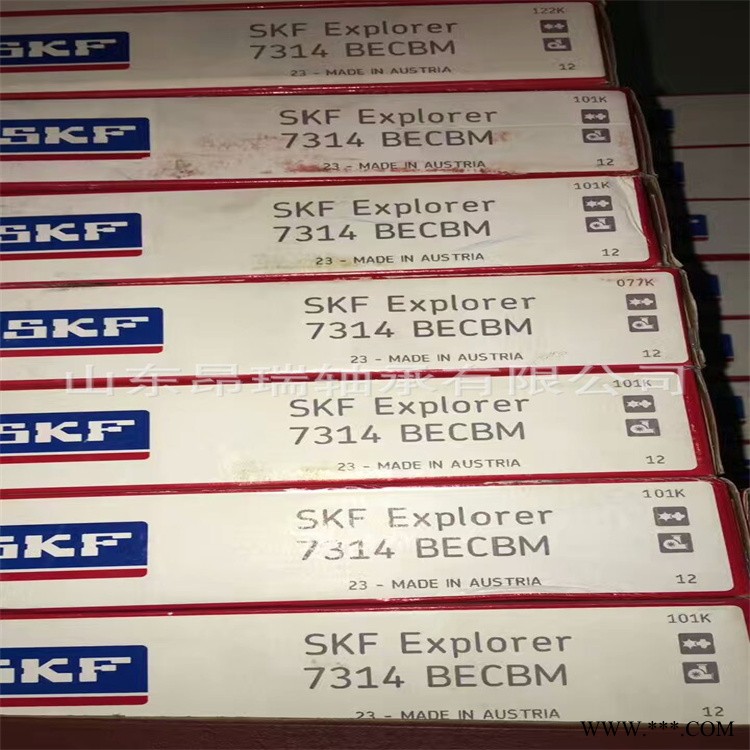 122K
SKF
SKF Explorer
7314 BECBM
23 - MADE IN AUSTRIA
12
101K
SKF
SKF Explorer
7314 BECBM
23 - MADE IN AUSTRIA
12
101K
SKF
SKF Explorer
7314 BECBM
23 - MADE IN AUSTRIA
12
077K
SKF
SKF Explorer
7314 BECBM
23 - MADE IN AUSTRIA
12
山东昂瑞轴承有限公司
101K
SKF
SKF Explorer
7314 BECBM
23 - MADE IN AUSTRIA
12
101K
SKF
SKF Explorer
7314 BECBM
23 - MADE IN AUSTRIA
12
101K
SKF
SKF Explorer
7314 BECBM
23 - MADE IN AUSTRIA
12
WWW.***.COM